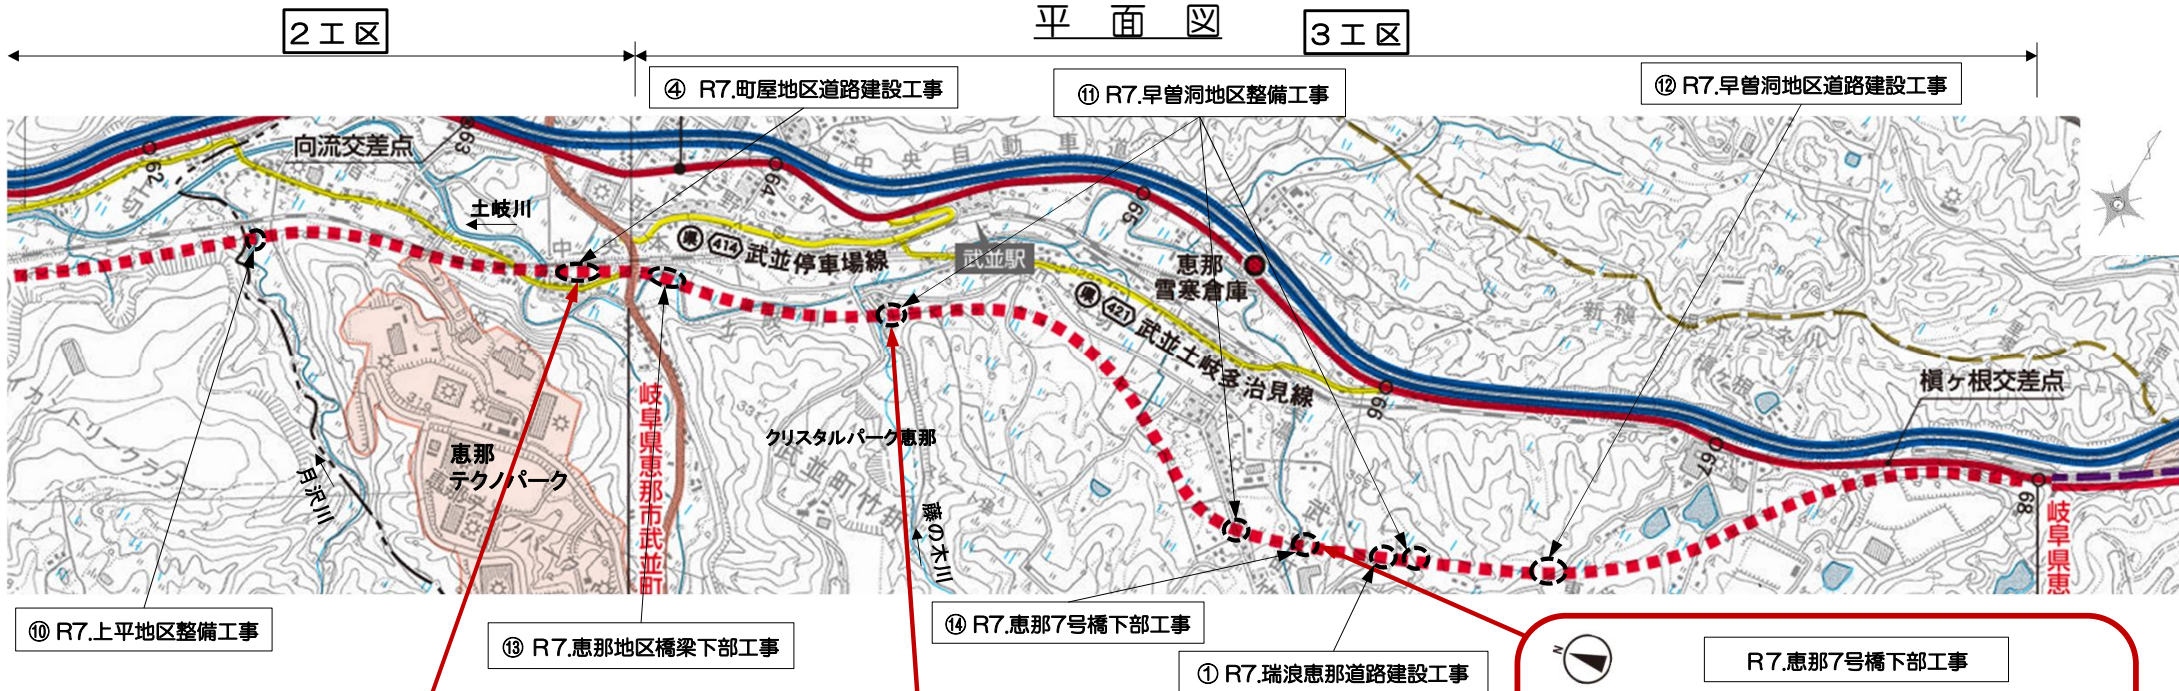 平面図
2工区
3工区
④ R7.町屋地区道路建設工事
⑪ R7.早曽洞地区整備工事
⑫ R7.早曽洞地区道路建設工事
向流交差点
62
63
64
65
66
67
68
中央自動車道
土岐川
県 414 武並停車場線
武並駅
恵那
雪寒倉庫
県 421 武並土岐多治見線
槇ヶ根交差点
恵那
テクノパーク
クリスタルパーク恵那
武並町竹折
月沢川
藤の木川
岐阜県恵那市武並町
岐阜県恵
⑩ R7.上平地区整備工事
⑬ R7.恵那地区橋梁下部工事
⑭ R7.恵那7号橋下部工事
① R7.瑞浪恵那道路建設工事
N
R7.恵那7号橋下部工事